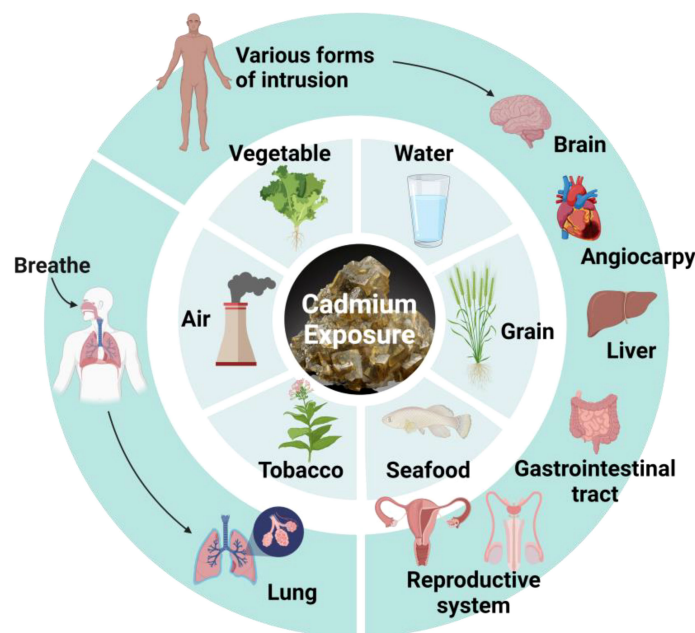 Various forms
of intrusion
Brain
Angiocarpy
Liver
Gastrointestinal
tract
Reproductive
system
Breathe
Lung
Vegetable
Water
Air
Grain
Tobacco
Seafood
Cadmium
Exposure